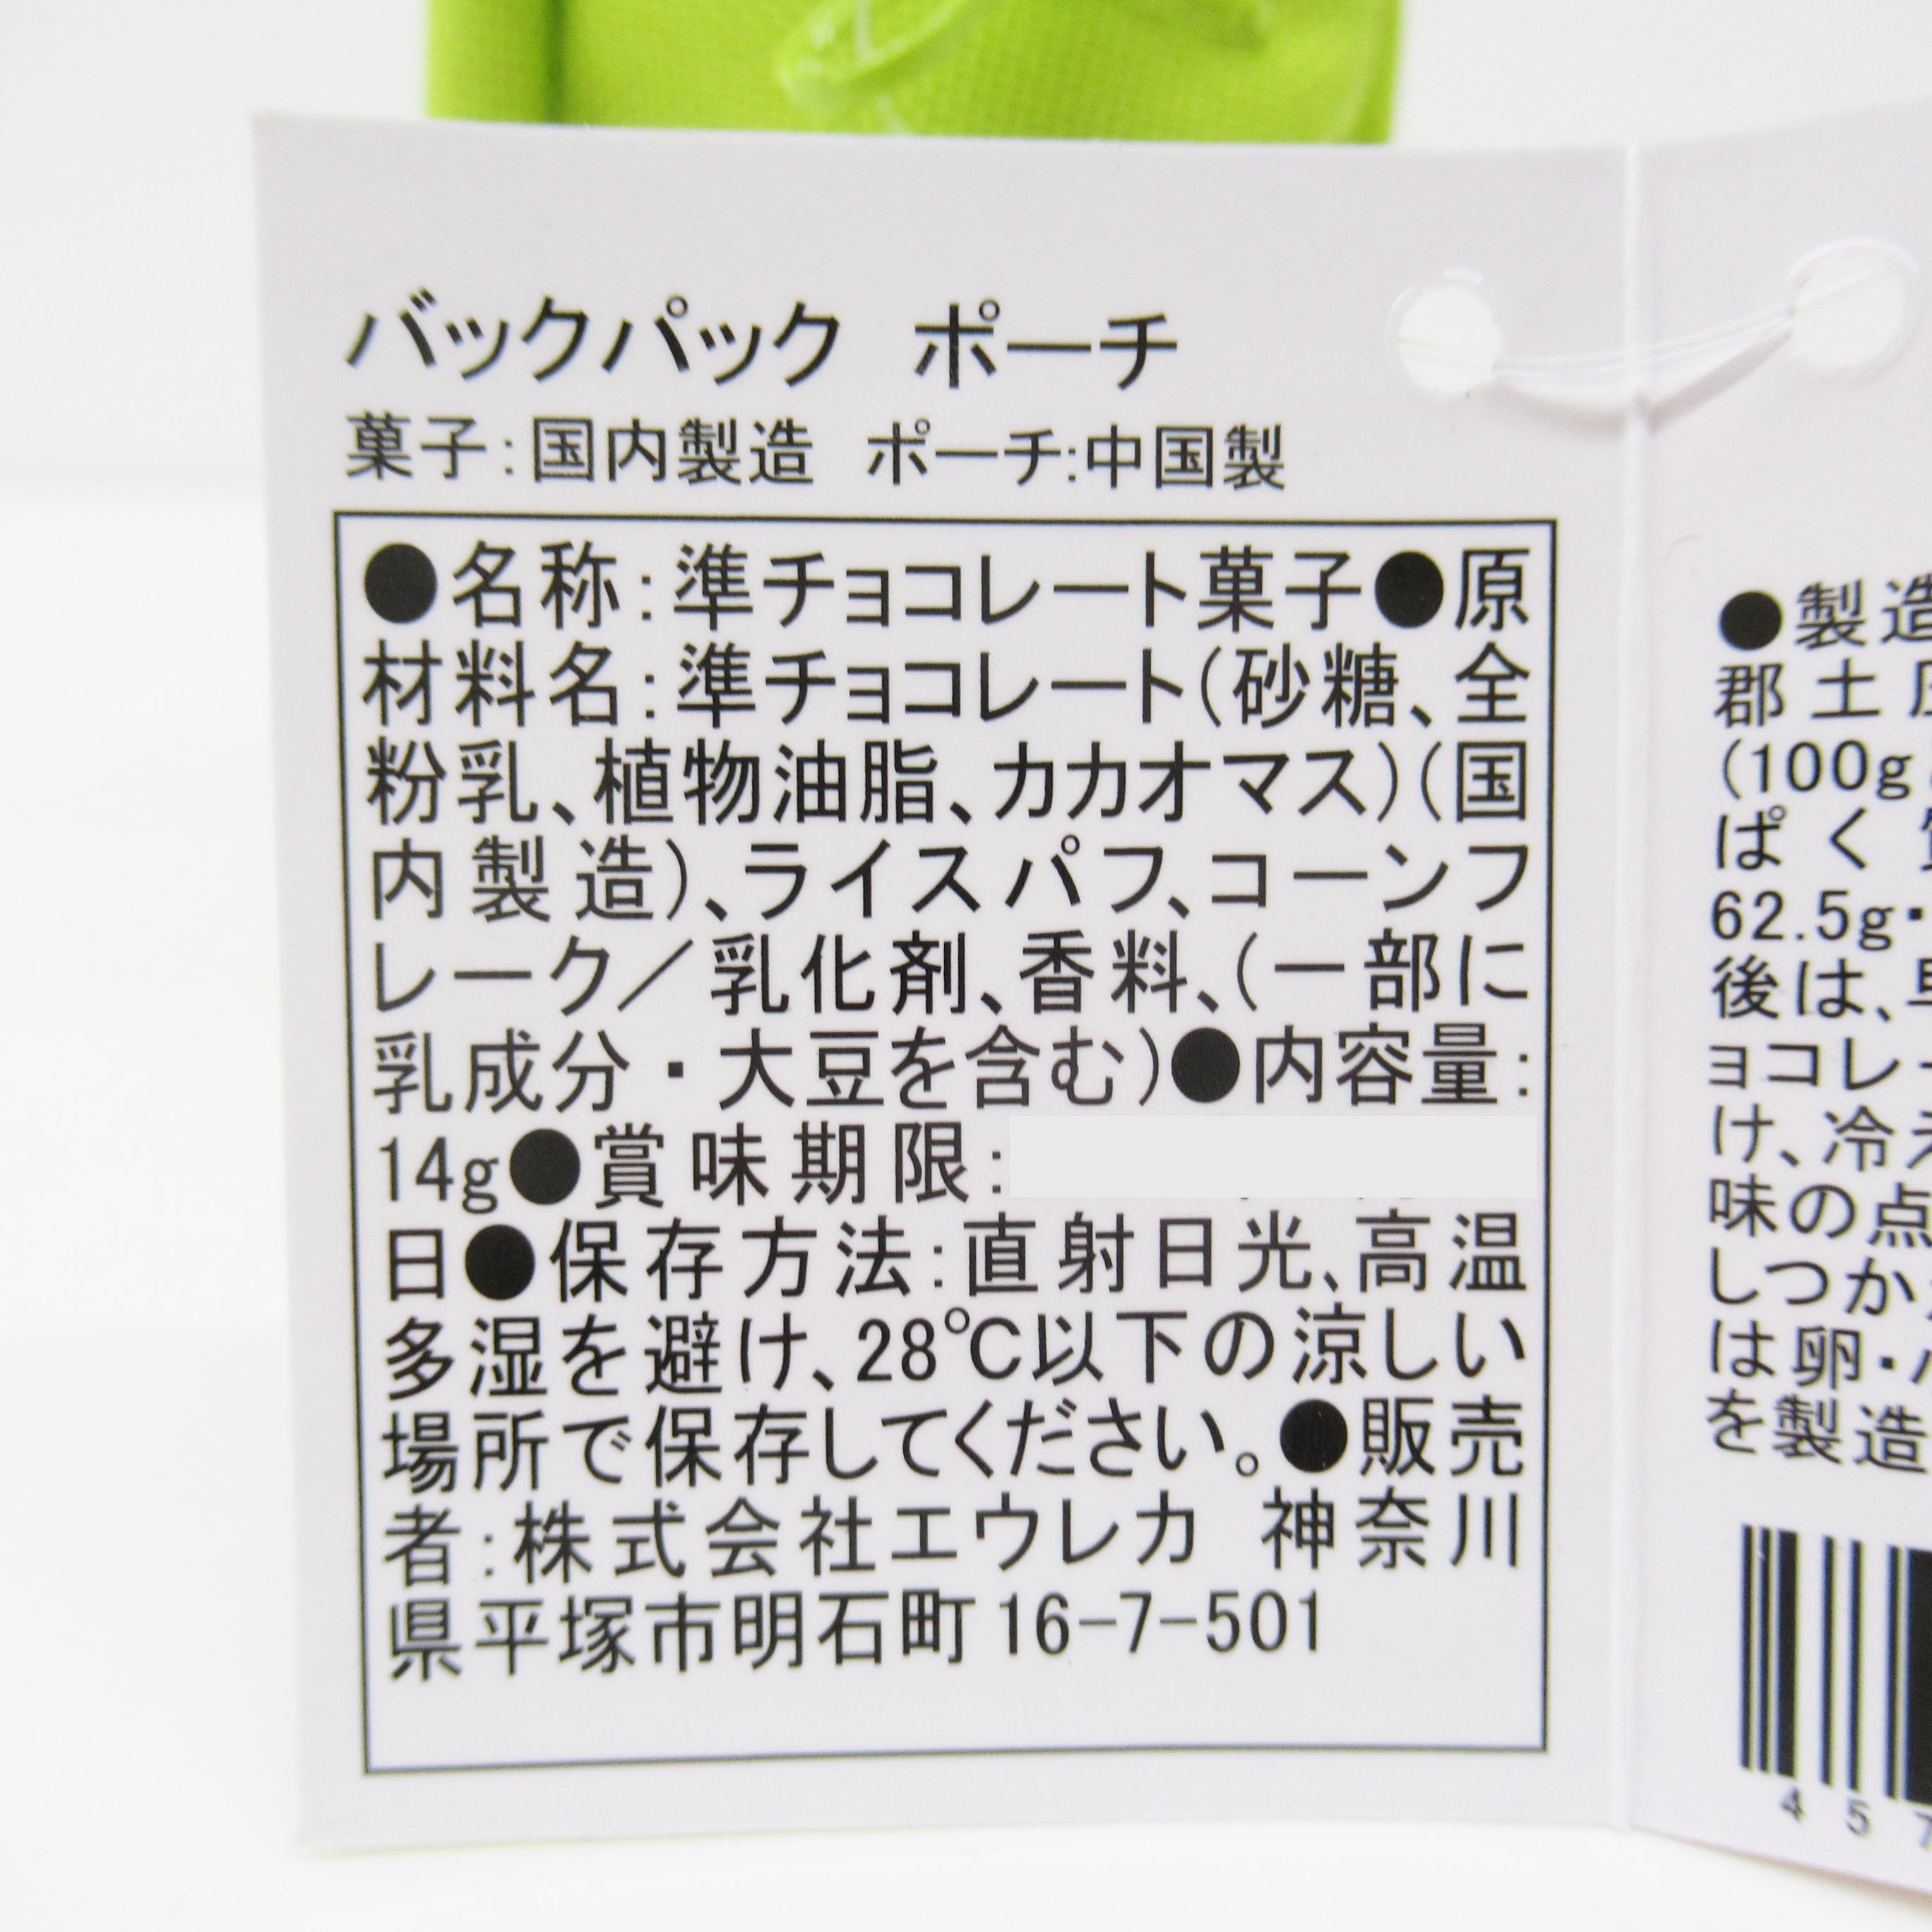 バックパック ポーチ
菓子:国内製造 ポーチ:中国製
●名称:準チョコレート菓子●原
材料名:準チョコレート(砂糖、全
粉乳、植物油脂、カカオマス)(国
内製造)、ライスパフ、コーンフ
レーク/乳化剤、香料、(一部に
乳成分・大豆を含む)●内容量:
14g●賞味期限:
日●保存方法:直射日光、高温
多湿を避け、28℃以下の涼しい
場所で保存してください。●販売
者:株式会社エウレカ 神奈川
県平塚市明石町16-7-501
●製造
郡土
(100g
ぱく
62.5g・
後は、
ョコレー
け、冷
味の点
しつか
は卵・
を製造
4 5 7